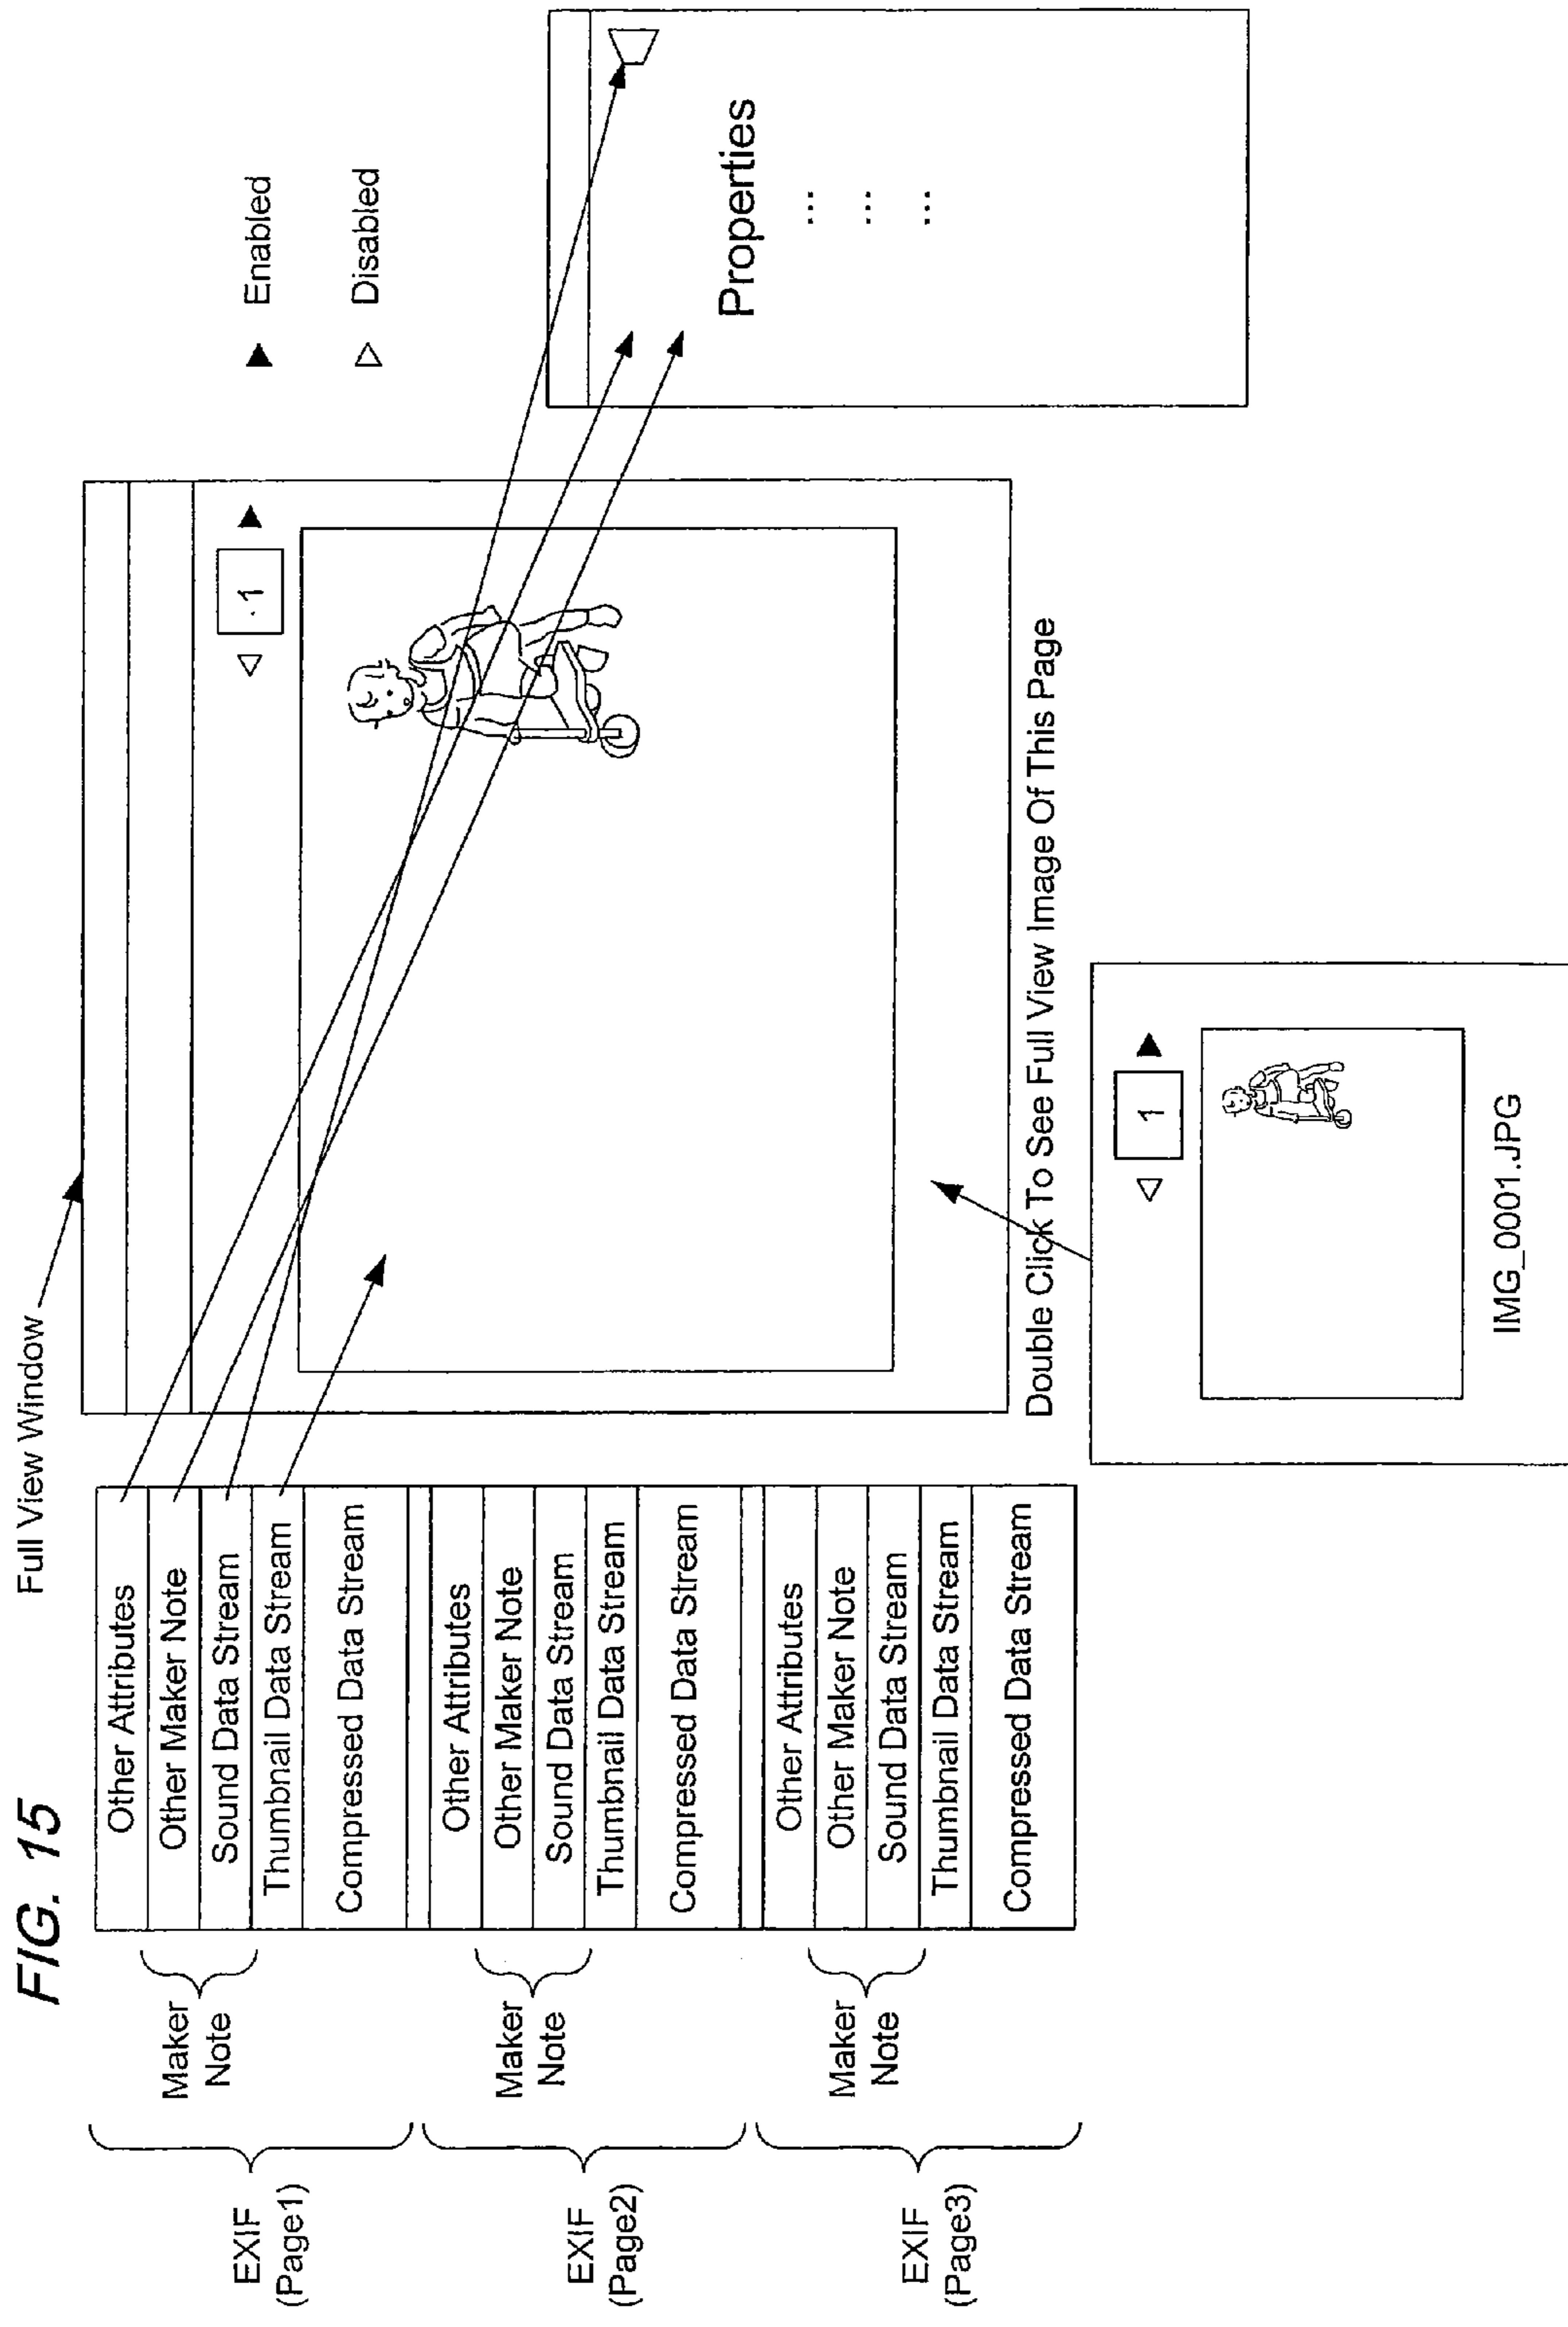 FIG. 15
EXIF
(Page1)
Maker
Note
Other Attributes
Other Maker Note
Sound Data Stream
Thumbnail Data Stream
Compressed Data Stream
EXIF
(Page2)
Maker
Note
Other Attributes
Other Maker Note
Sound Data Stream
Thumbnail Data Stream
Compressed Data Stream
EXIF
(Page3)
Maker
Note
Other Attributes
Other Maker Note
Sound Data Stream
Thumbnail Data Stream
Compressed Data Stream
Full View Window
◁ 1 ▶
Double Click To See Full View Image Of This Page
◁ 1 ▶
IMG_0001.JPG
▶ Enabled
▷ Disabled
Properties
...
...
...